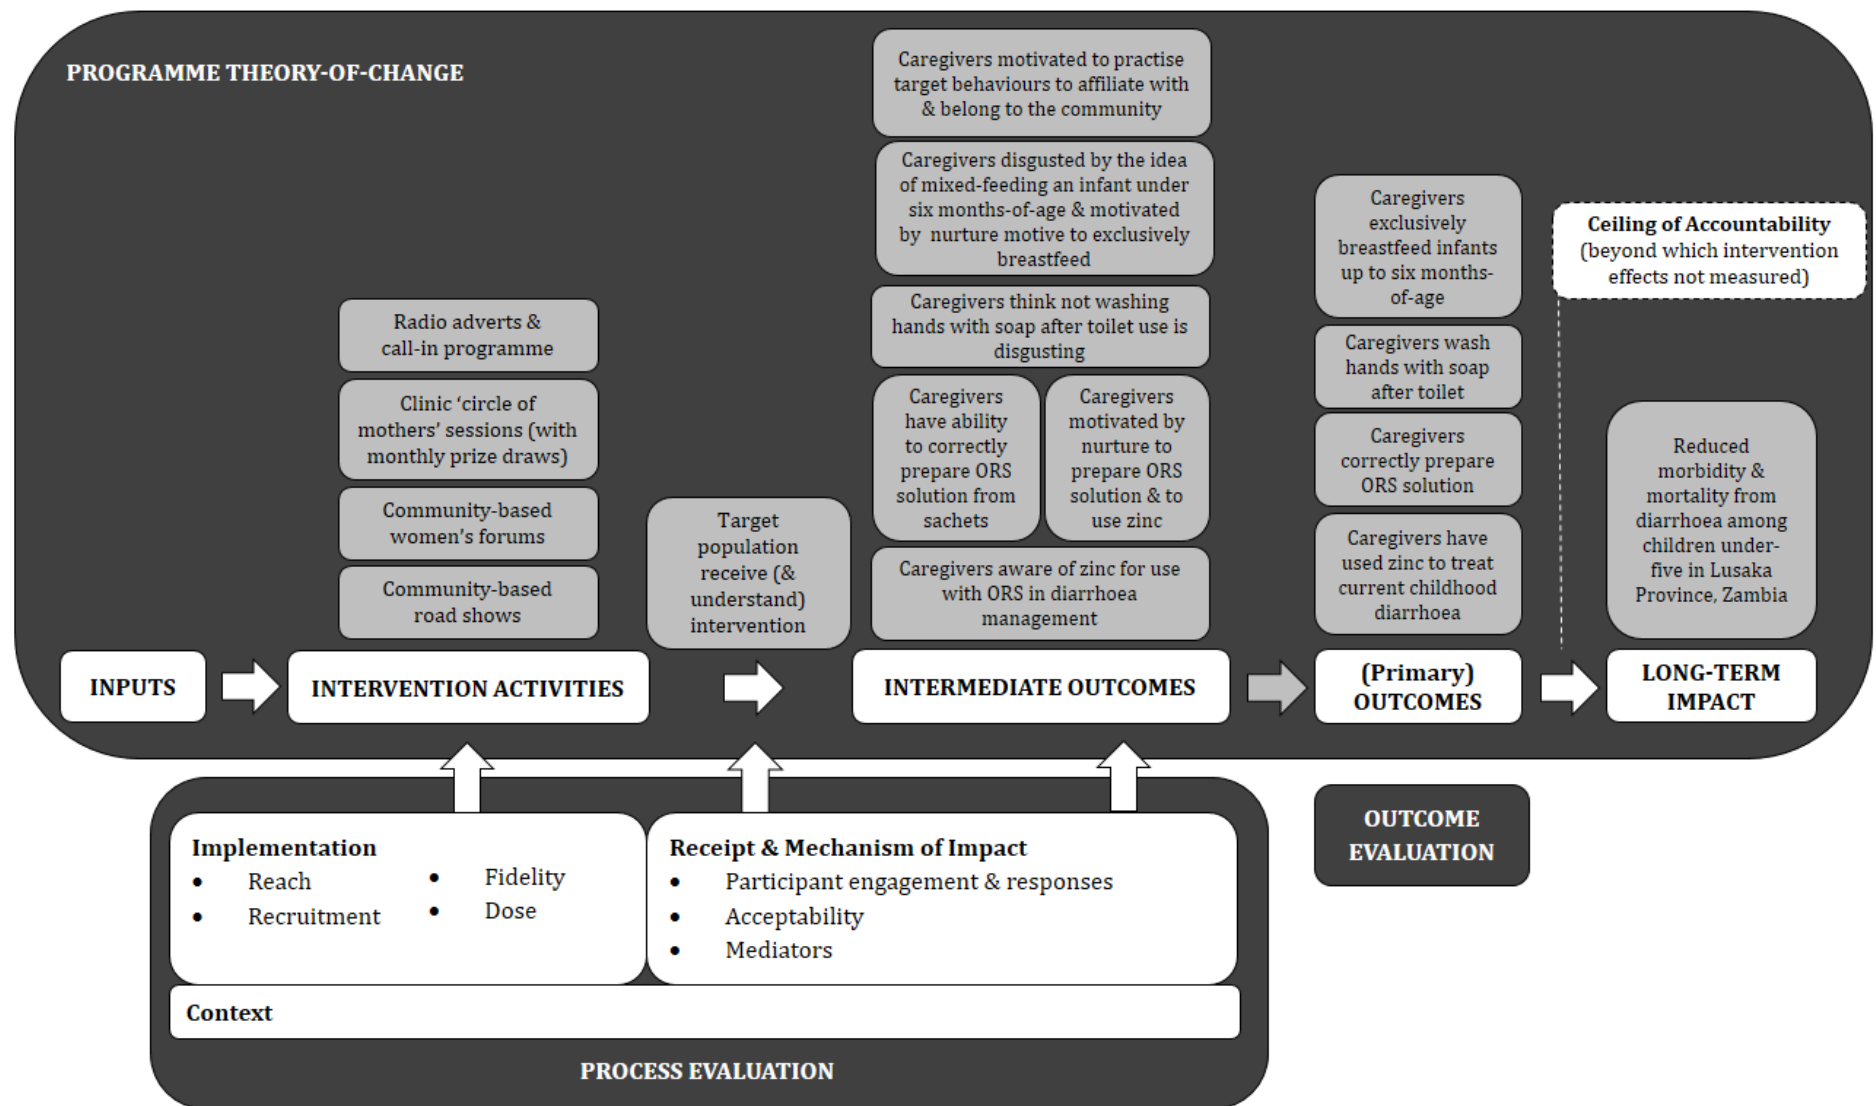 PROGRAMME THEORY-OF-CHANGE
Radio adverts &
call-in programme
Clinic ‘circle of
mothers’ sessions (with
monthly prize draws)
Community-based
women’s forums
Community-based
road shows
Target
population
receive (&
understand)
intervention
Caregivers motivated to practise
target behaviours to affiliate with
& belong to the community
Caregivers disgusted by the idea
of mixed-feeding an infant under
six months-of-age & motivated
by nurture motive to exclusively
breastfeed
Caregivers think not washing
hands with soap after toilet use is
disgusting
Caregivers
have ability
to correctly
prepare ORS
solution from
sachets
Caregivers
motivated by
nurture to
prepare ORS
solution & to
use zinc
Caregivers aware of zinc for use
with ORS in diarrhoea
management
Caregivers
exclusively
breastfeed infants
up to six months-
of-age
Caregivers wash
hands with soap
after toilet
Caregivers
correctly prepare
ORS solution
Caregivers have
used zinc to treat
current childhood
diarrhoea
Ceiling of Accountability
(beyond which intervention
effects not measured)
Reduced
morbidity &
mortality from
diarrhoea among
children under-
five in Lusaka
Province, Zambia
INPUTS
INTERVENTION ACTIVITIES
INTERMEDIATE OUTCOMES
(Primary)
OUTCOMES
LONG-TERM
IMPACT
Implementation
• Reach
• Recruitment
• Fidelity
• Dose
Receipt & Mechanism of Impact
• Participant engagement & responses
• Acceptability
• Mediators
Context
PROCESS EVALUATION
OUTCOME
EVALUATION